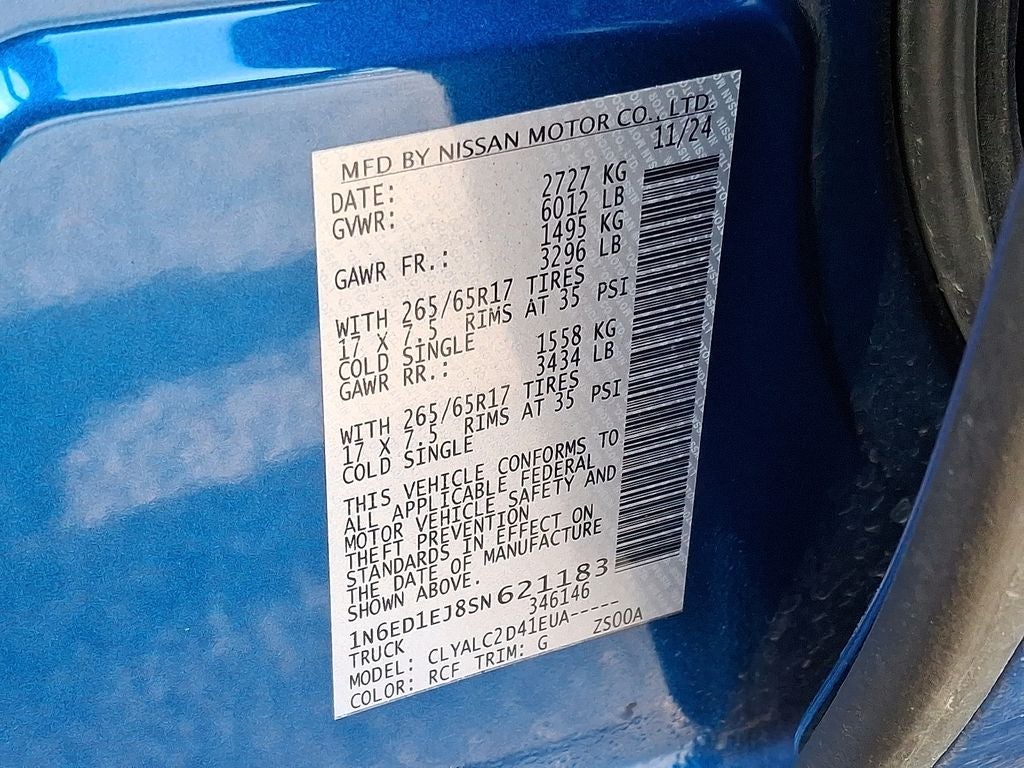 MFD BY NISSAN MOTOR CO., LTD.
DATE: 11/24
GVWR: 2727 KG
6012 LB
GAWR FR.: 1495 KG
3296 LB
WITH 265/65R17 TIRES
17 X 7.5 RIMS AT 35 PSI
COLD SINGLE
GAWR RR.: 1558 KG
3434 LB
WITH 265/65R17 TIRES
17 X 7.5 RIMS AT 35 PSI
COLD SINGLE
THIS VEHICLE CONFORMS TO
ALL APPLICABLE FEDERAL
MOTOR VEHICLE SAFETY AND
THEFT PREVENTION
STANDARDS IN EFFECT ON
THE DATE OF MANUFACTURE
SHOWN ABOVE.
1N6ED1EJ8SN621183
TRUCK 346146
MODEL: CLYALC2D41EUA-----
COLOR: RCF TRIM: G ZS00A